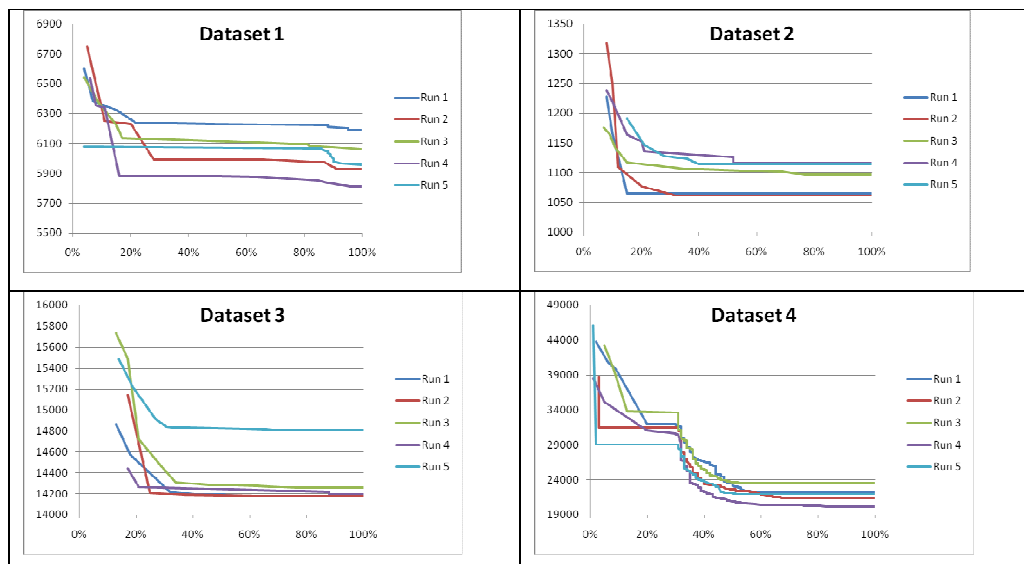 Dataset 1
6900
6700
6500
6300
6100
5900
5700
5500
0% 20% 40% 60% 80% 100%
Run 1
Run 2
Run 3
Run 4
Run 5
Dataset 2
1350
1300
1250
1200
1150
1100
1050
1000
0% 20% 40% 60% 80% 100%
Run 1
Run 2
Run 3
Run 4
Run 5
Dataset 3
16000
15800
15600
15400
15200
15000
14800
14600
14400
14200
14000
0% 20% 40% 60% 80% 100%
Run 1
Run 2
Run 3
Run 4
Run 5
Dataset 4
49000
44000
39000
34000
29000
24000
19000
0% 20% 40% 60% 80% 100%
Run 1
Run 2
Run 3
Run 4
Run 5